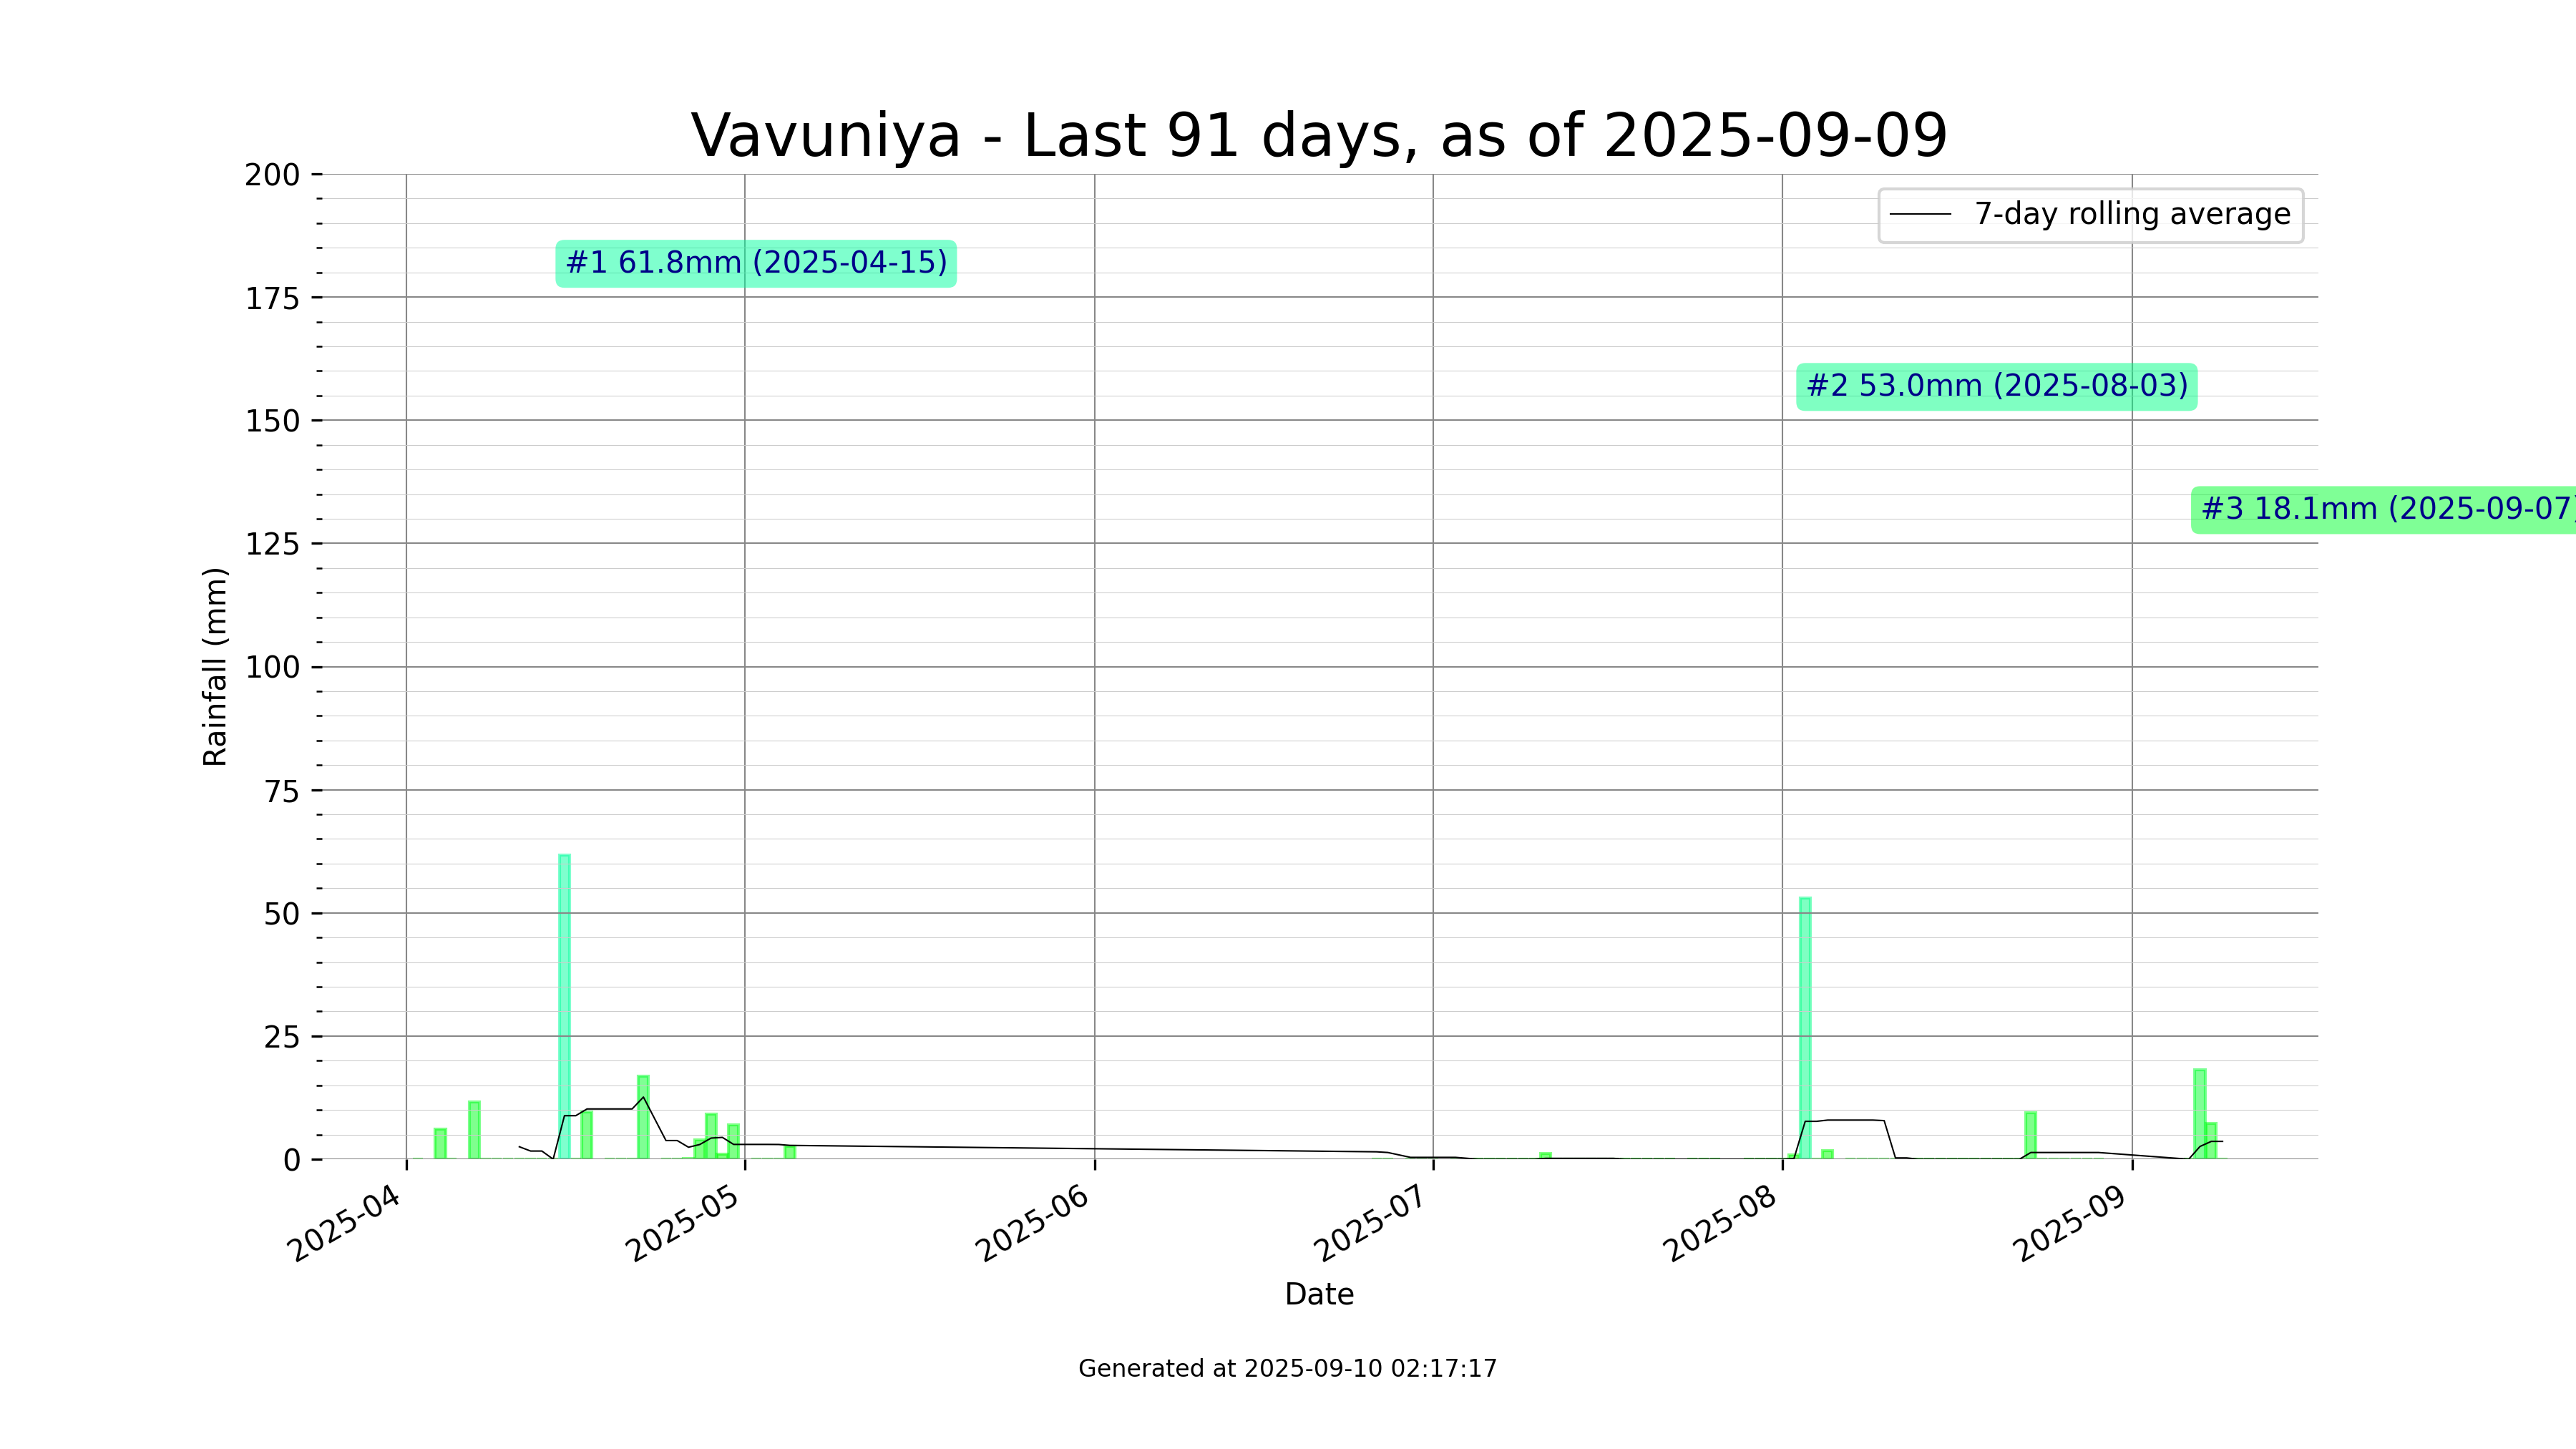 Vavuniya - Last 91 days, as of 2025-09-09
200
175
150
125
100
75
50
25
0
Rainfall (mm)
7-day rolling average
#1 61.8mm (2025-04-15)
#2 53.0mm (2025-08-03)
#3 18.1mm (2025-09-07)
2025-04
2025-05
2025-06
2025-07
2025-08
2025-09
Date
Generated at 2025-09-10 02:17:17